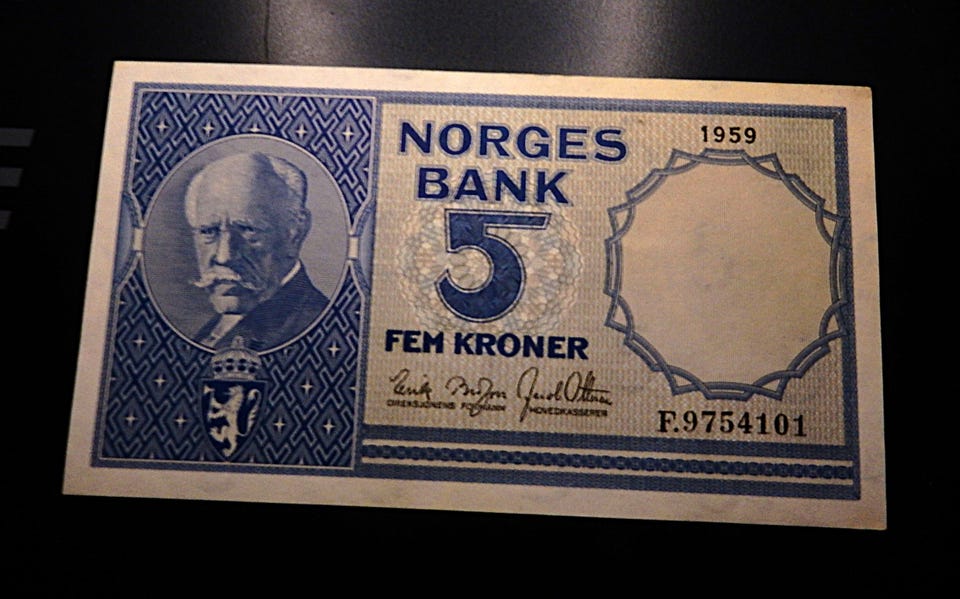 NORGES
BANK
1959
5
FEM KRONER
DIREKSJONENS FORMANN
HOVEDKASSERER
F.9754101